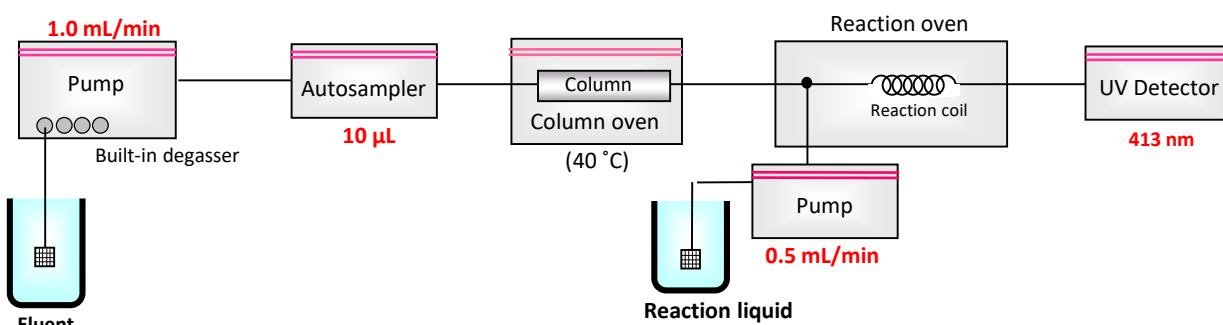 1.0 mL/min
Pump
Built-in degasser
Eluent
Autosampler
10 µL
Column
Column oven
(40 ˚C)
Reaction oven
Reaction coil
UV Detector
413 nm
Pump
0.5 mL/min
Reaction liquid